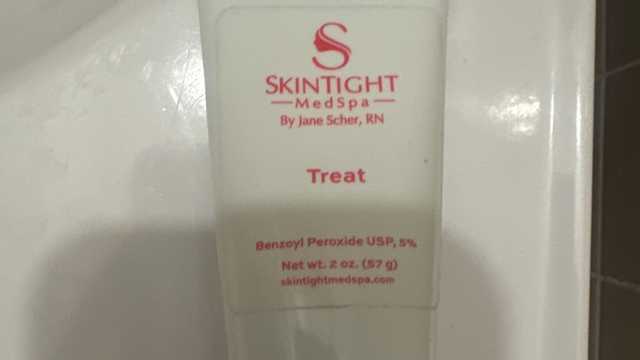 SKINTIGHT
MedSpa
By Jane Scher, RN
Treat
Benzoyl Peroxide USP, 5%
Net wt. 2 oz. (57 g)
skintightmedspa.com